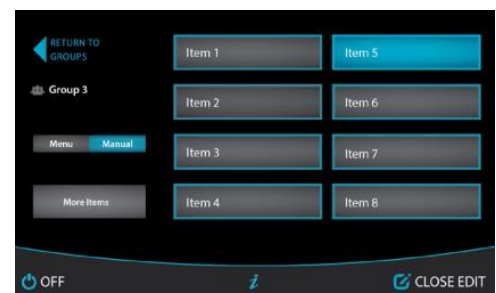 RETURN TO
GROUPS
Group 3
Menu Manual
More Items
Item 1
Item 2
Item 3
Item 4
Item 5
Item 6
Item 7
Item 8
OFF
i
CLOSE EDIT